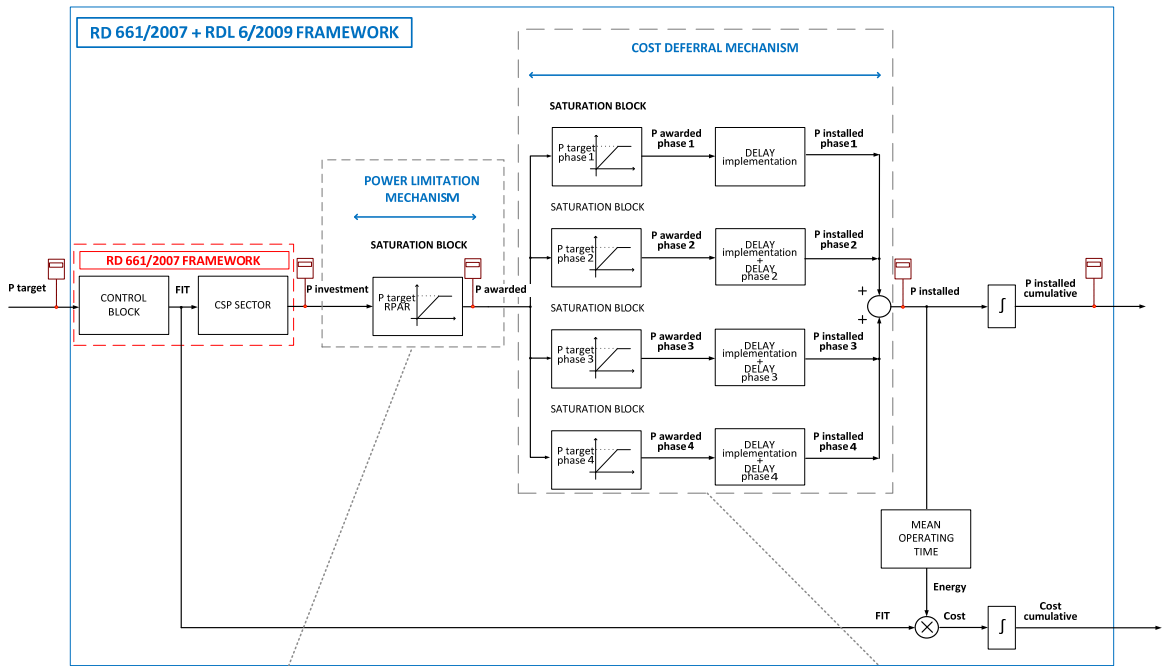 RD 661/2007 + RDL 6/2009 FRAMEWORK
COST DEFERRAL MECHANISM
SATURATION BLOCK
P target
phase 1
P awarded
phase 1
DELAY
implementation
P installed
phase 1
POWER LIMITATION
MECHANISM
SATURATION BLOCK
P target
phase 2
P awarded
phase 2
DELAY
implementation
+
DELAY
phase 2
P installed
phase 2
SATURATION BLOCK
RD 661/2007 FRAMEWORK
P target
CONTROL
BLOCK
FIT
CSP SECTOR
P investment
P target
RPAR
P awarded
SATURATION BLOCK
+
+
P installed
∫
P installed
cumulative
P target
phase 3
P awarded
phase 3
DELAY
implementation
+
DELAY
phase 3
P installed
phase 3
SATURATION BLOCK
P target
phase 4
P awarded
phase 4
DELAY
implementation
+
DELAY
phase 4
P installed
phase 4
MEAN
OPERATING
TIME
Energy
FIT
Cost
∫
Cost
cumulative